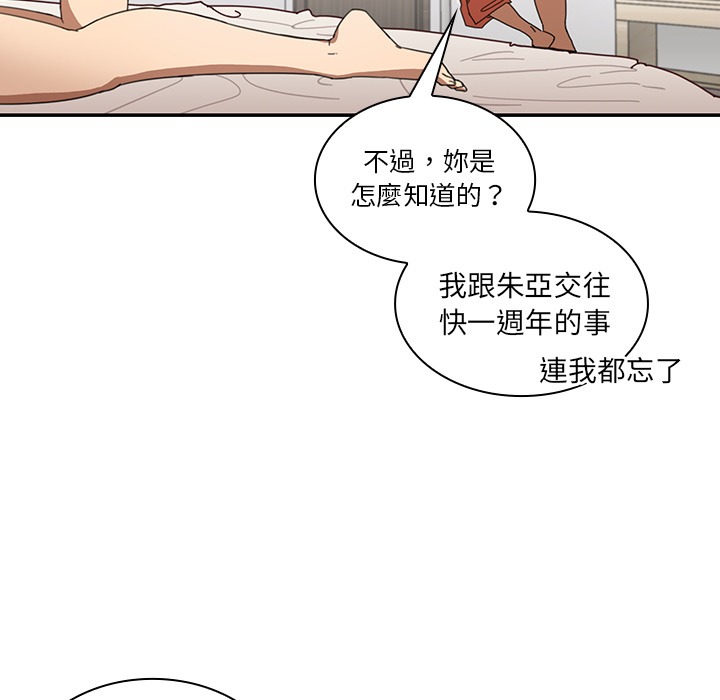 不過，妳是
怎麼知道的？
我跟朱亞交往
快一週年的事
連我都忘了